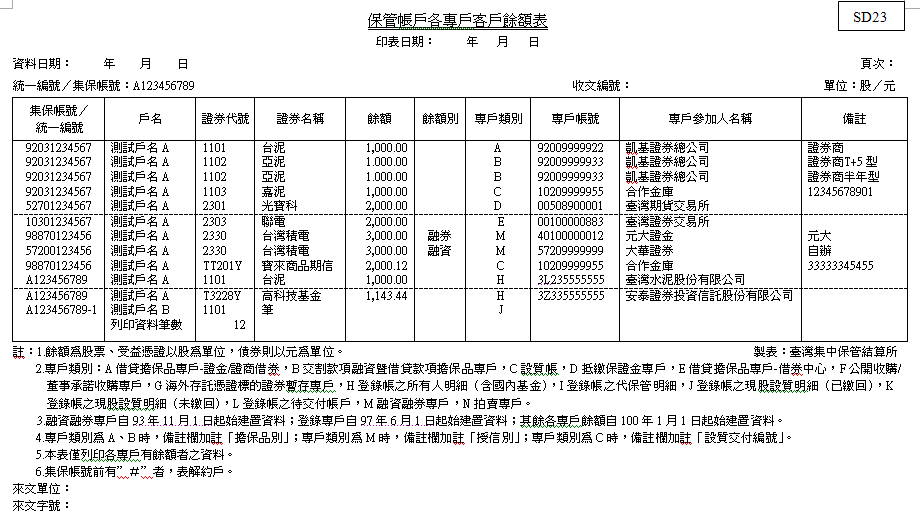 SD23
保管帳戶各專戶客戶餘額表
印表日期： 年 月 日
資料日期： 年 月 日 頁次：
統一編號／集保帳號：A123456789 收文編號： 單位：股／元
集保帳號／統一編號 戶名 證券代號 證券名稱 餘額 餘額別 專戶類別 專戶帳號 專戶參加人名稱 備註
92031234567 測試戶名 A 1101 台泥 1,000.00 A 92009999922 凱基證券總公司 證券商
92031234567 測試戶名 A 1102 亞泥 1,000.00 B 92009999933 凱基證券總公司 證券商T+5 型
92031234567 測試戶名 A 1102 亞泥 1,000.00 B 92009999933 凱基證券總公司 證券商半年型
92031234567 測試戶名 A 1103 嘉泥 1,000.00 C 10209999955 合作金庫 12345678901
52701234567 測試戶名 A 2301 光寶科 2,000.00 D 00508900001 臺灣期貨交易所
10301234567 測試戶名 A 2303 聯電 2,000.00 E 00100000883 臺灣證券交易所
98870123456 測試戶名 A 2330 台灣積電 3,000.00 融券 M 40100000012 元大證金 元大
57200123456 測試戶名 A 2330 台灣積電 3,000.00 融資 M 57209999999 大華證券 自辦
98870123456 測試戶名 A TT201Y 寶來商品期信 2,000.12 C 10209999955 合作金庫 33333345455
A123456789 測試戶名 A 1101 台泥 1,000.00 H 3L235555555 臺灣水泥股份有限公司
A123456789 測試戶名 A T3228Y 高科技基金 1,143.44 H 3Z335555555 安泰證券投資信託股份有限公司
A123456789-1 測試戶名 B 1101 筆 J
列印資料筆數 12
註：1.餘額為股票、受益憑證以股為單位，債券則以元為單位。 製表：臺灣集中保管結算所
2.專戶類別：A 借貸擔保品專戶-證金/證商借券，B 交割款項融資暨借貸款項擔保品專戶，C 設質帳，D 抵繳保證金專戶，E 借貸擔保品專戶-借券中心，F 公開收購/
董事承諾收購專戶，G 海外存託憑證標的證券暫存專戶，H 登錄帳之所有人明細（含國內基金），I 登錄帳之代保管明細，J 登錄帳之現股設質明細（已繳回），K
登錄帳之現股設質明細（未繳回），L 登錄帳之待交付帳戶，M 融資融券專戶，N 拍賣專戶。
3.融資融券專戶自 93.年.11.月.1.日起始建置資料；登錄專戶自 97.年.6.月.1.日起始建置資料；其餘各專戶餘額自 100 年 1 月 1 日起始建置資料。
4.專戶類別為 A、B 時，備註欄加註「擔保品別」；專戶類別為 M 時，備註欄加註「授信別」；專戶類別為 C 時，備註欄加註「設質交付編號」。
5.本表僅列印各專戶有餘額者之資料。
6.集保帳號前有”＃”者，表解約戶。
來文單位：
來文字號：